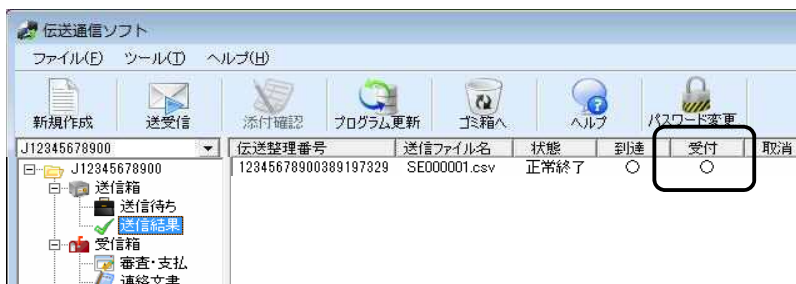 伝送通信ソフト
ファイル(F) ツール(T) ヘルプ(H)
新規作成 送受信 添付確認 プログラム更新 ゴミ箱へ ヘルプ パスワード変更
J12345678900 伝送整理番号 送信ファイル名 状態 到達 受付 取消
J12345678900 12345678900389197329 SE000001.csv 正常終了 ○ ○
送信箱
送信待ち
送信結果
受信箱
審査・支払
連絡文書